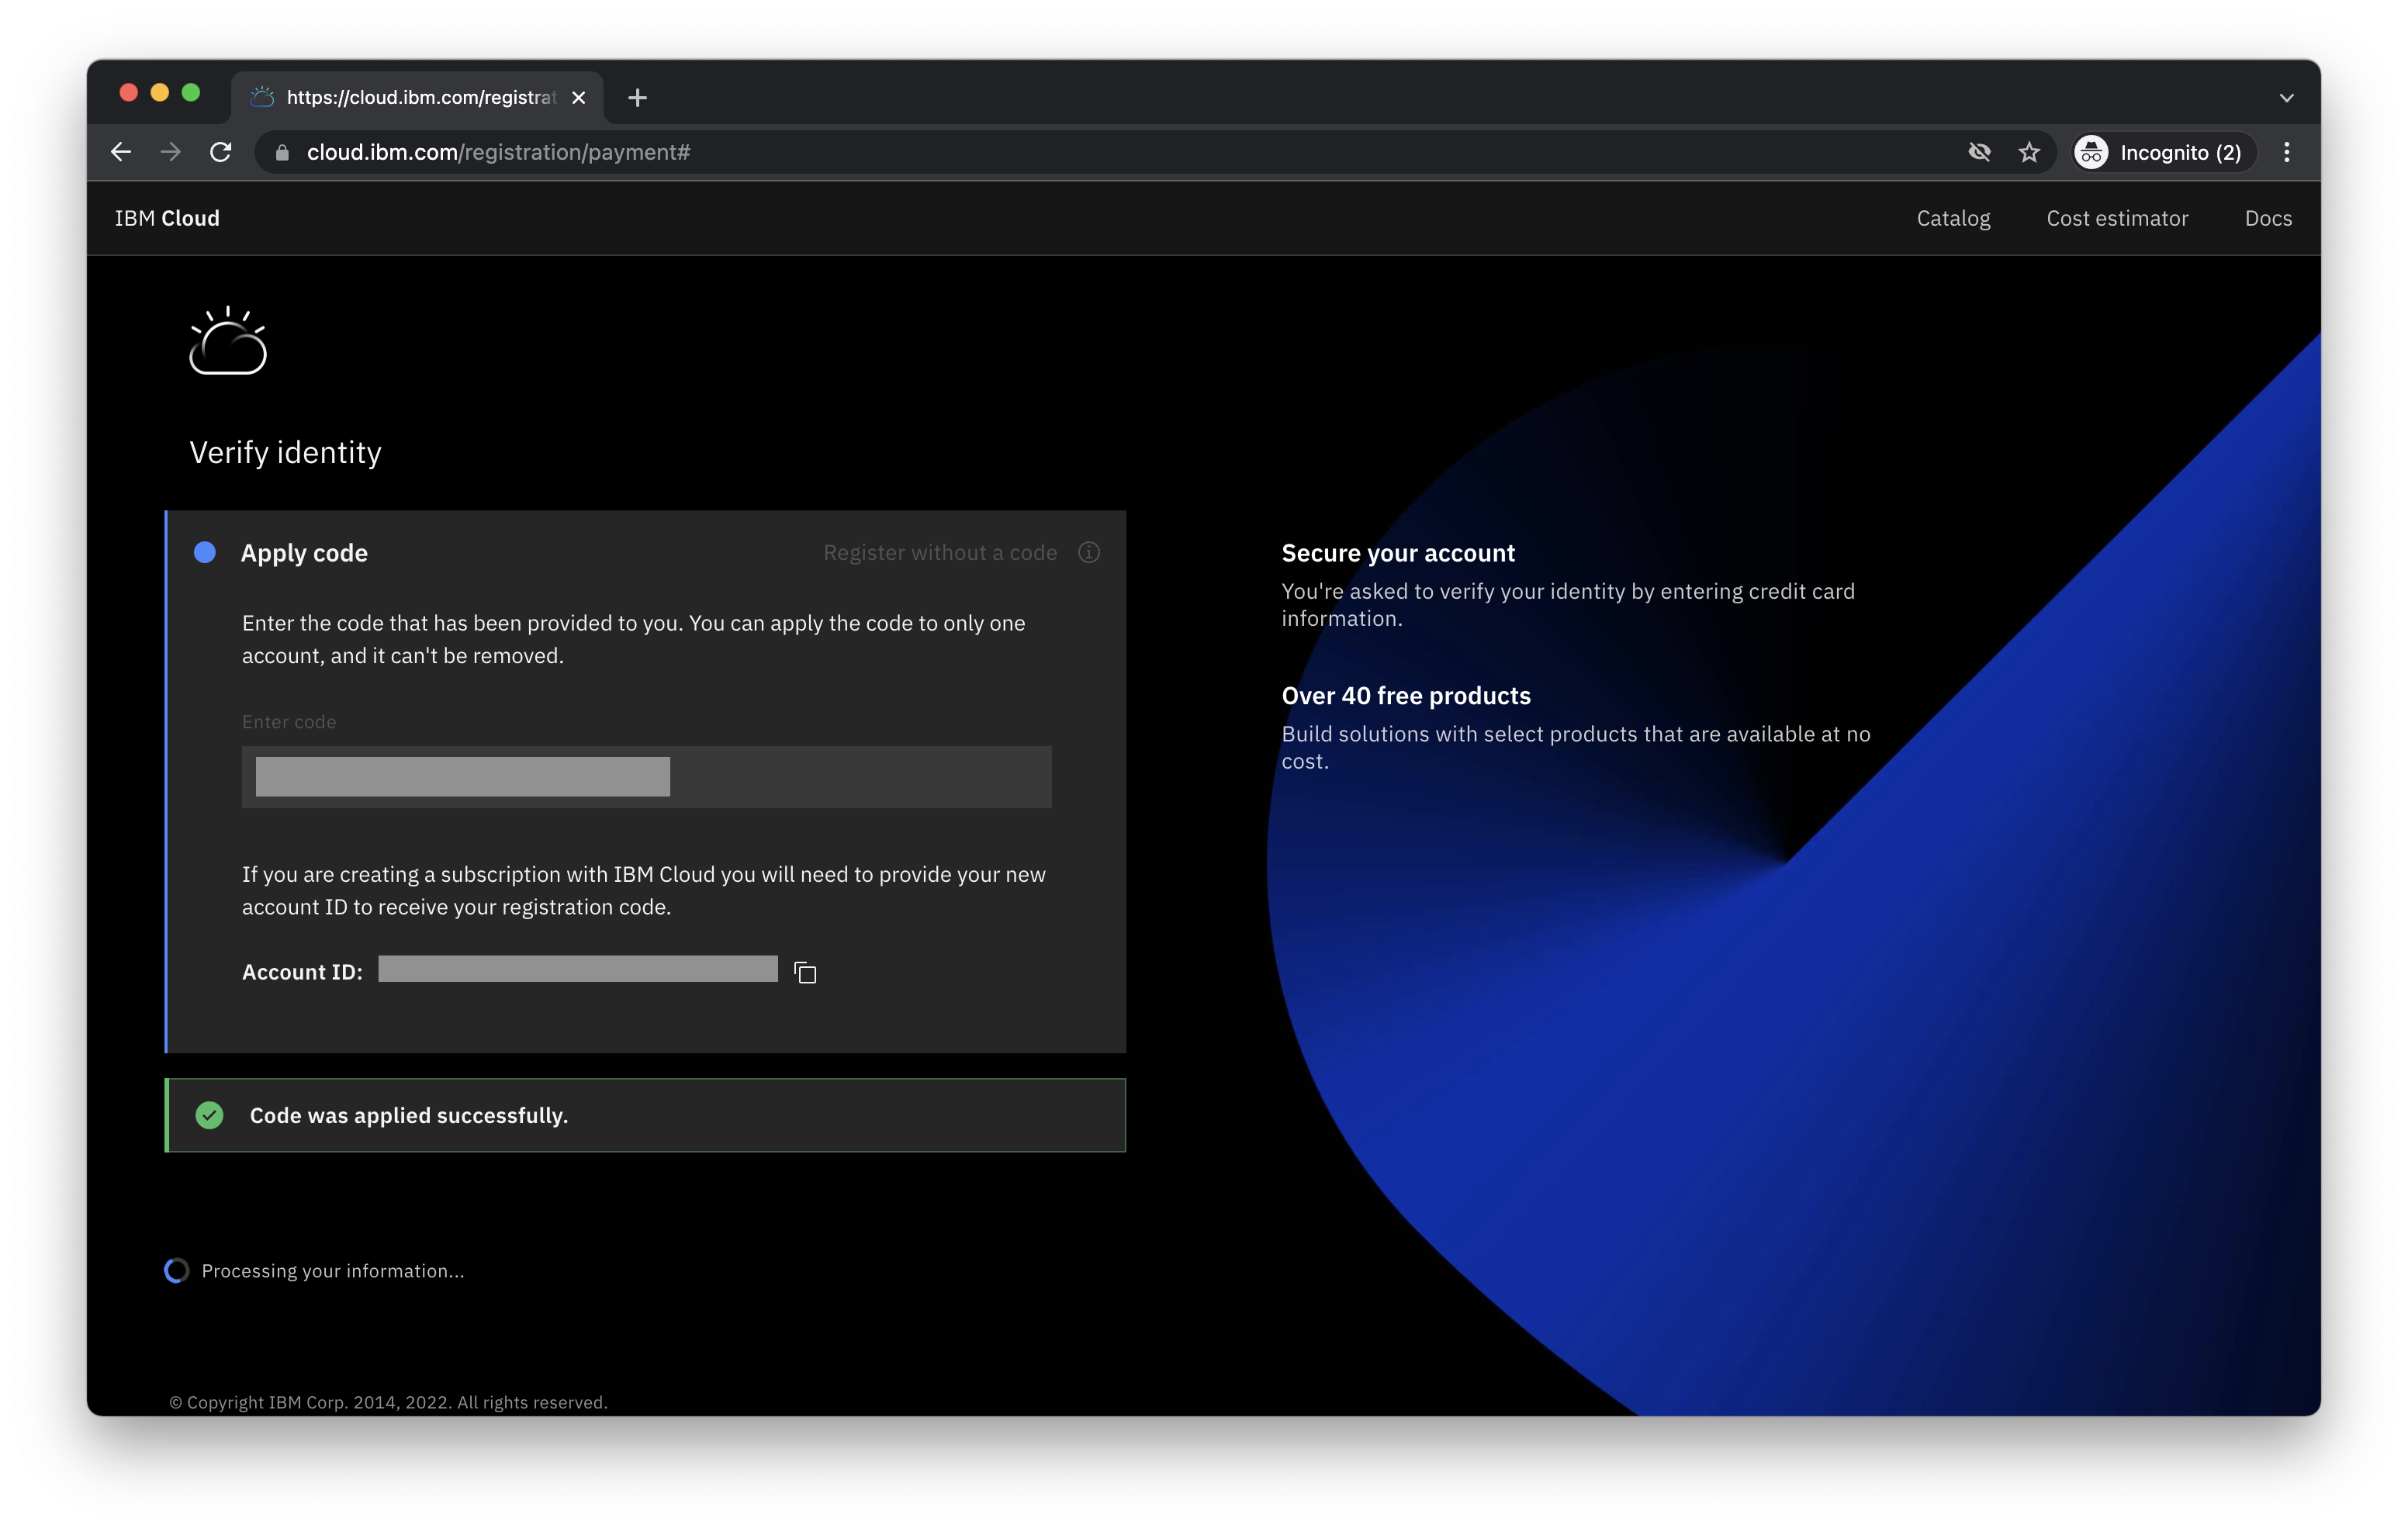 https://cloud.ibm.com/registrat
cloud.ibm.com/registration/payment#
Incognito (2)
IBM Cloud
Catalog
Cost estimator
Docs
Verify identity
Apply code
Register without a code
Enter the code that has been provided to you. You can apply the code to only one
account, and it can't be removed.
Enter code
If you are creating a subscription with IBM Cloud you will need to provide your new
account ID to receive your registration code.
Account ID:
Code was applied successfully.
Processing your information...
© Copyright IBM Corp. 2014, 2022. All rights reserved.
Secure your account
You're asked to verify your identity by entering credit card
information.
Over 40 free products
Build solutions with select products that are available at no
cost.